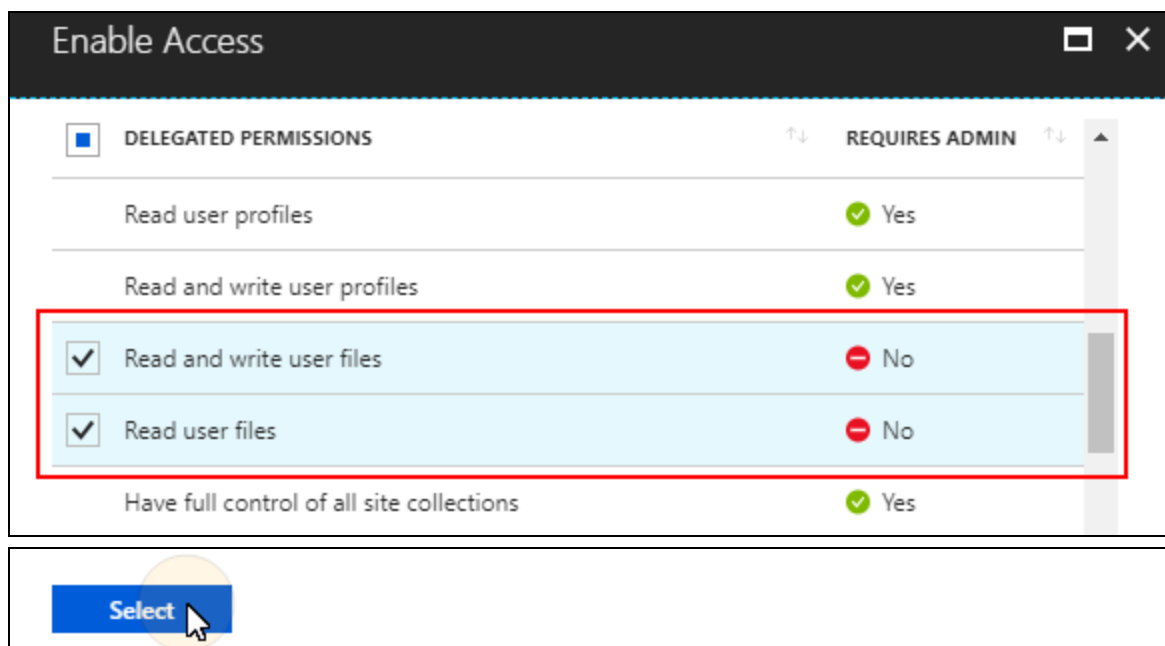 Enable Access
DELEGATED PERMISSIONS REQUIRES ADMIN
Read user profiles Yes
Read and write user profiles Yes
Read and write user files No
Read user files No
Have full control of all site collections Yes
Select